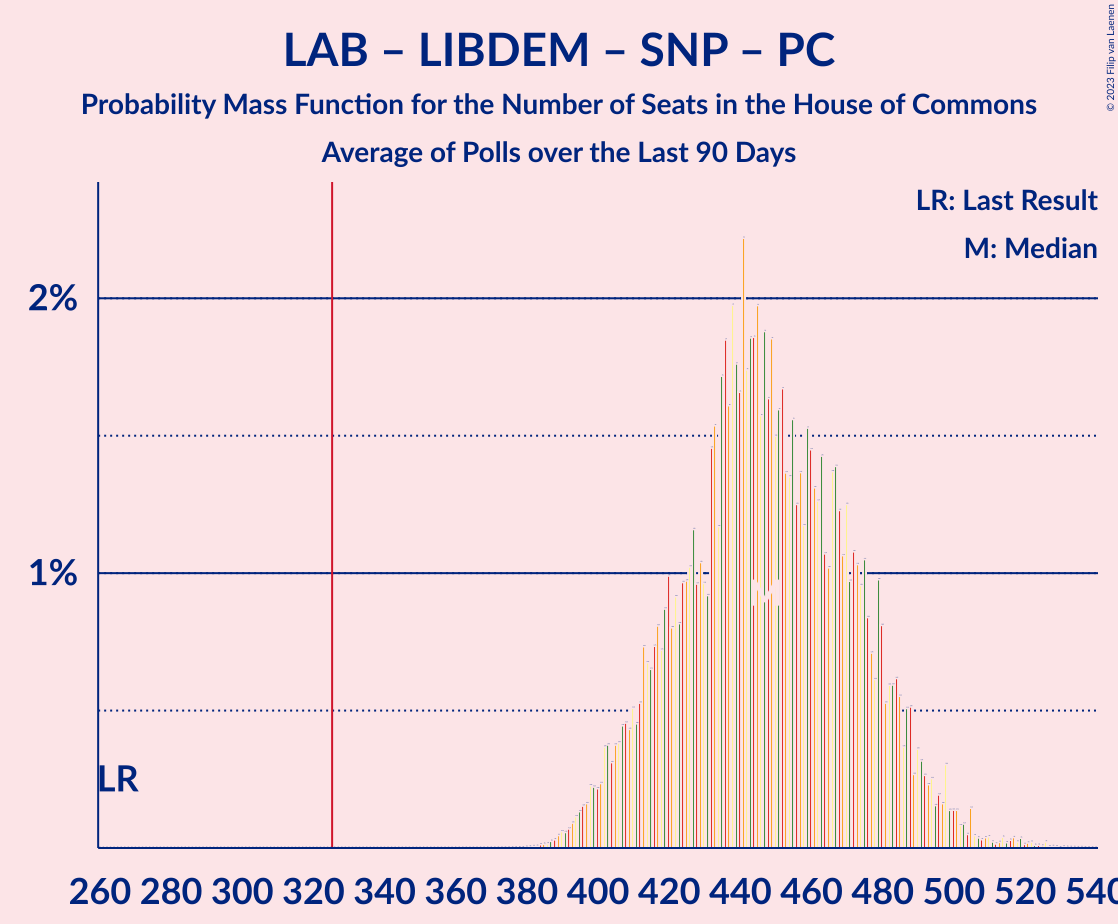 LAB – LIBDEM – SNP – PC
Probability Mass Function for the Number of Seats in the House of Commons
Average of Polls over the Last 90 Days
© 2023 Filip van Laenen
LR: Last Result
M: Median
2%
1%
M
LR
260 280 300 320 340 360 380 400 420 440 460 480 500 520 540